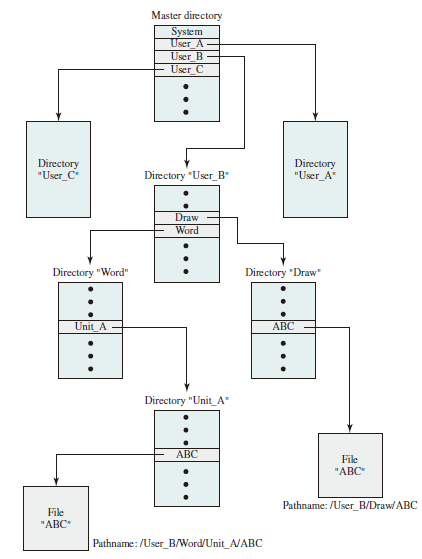 Master directory
System
User_A
User_B
User_C
Directory
"User_C"
Directory
"User_A"
Directory "User_B"
Draw
Word
Directory "Word"
Directory "Draw"
Unit_A
ABC
Directory "Unit_A"
ABC
File
"ABC"
Pathname: /User_B/Draw/ABC
File
"ABC"
Pathname: /User_B/Word/Unit_A/ABC